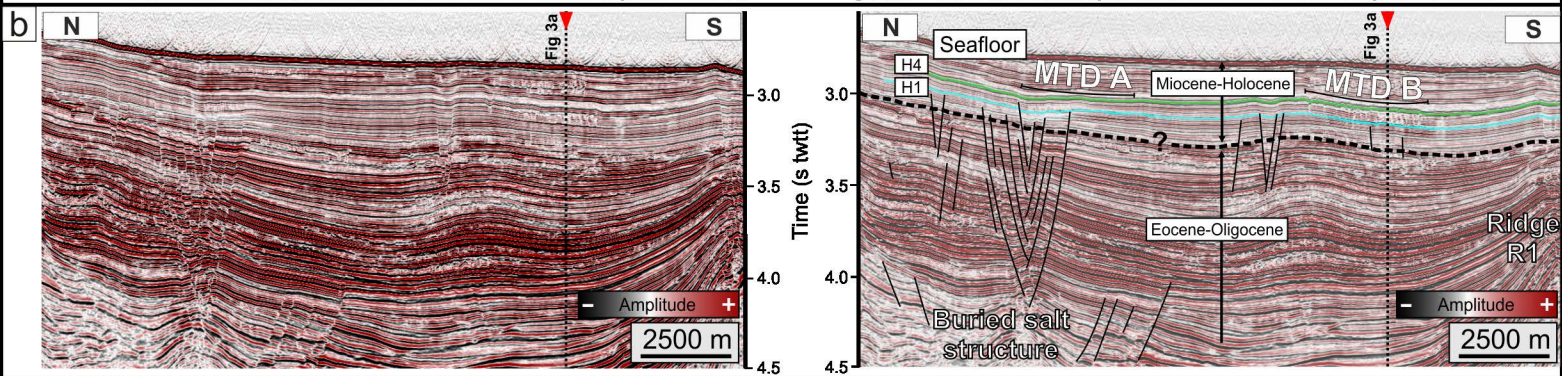 b
N
Fig 3a
S
3.0
3.5
4.0
4.5
Time (s twtt)
Amplitude
2500 m
N
Fig 3a
S
Seafloor
H4
H1
MTD A
Miocene-Holocene
MTD B
?
3.0
3.5
4.0
4.5
Eocene-Oligocene
Ridge
R1
Buried salt
structure
− Amplitude +
2500 m